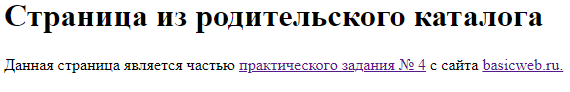 Страница из родительского каталога
Данная страница является частью практического задания № 4 с сайта basicweb.ru.